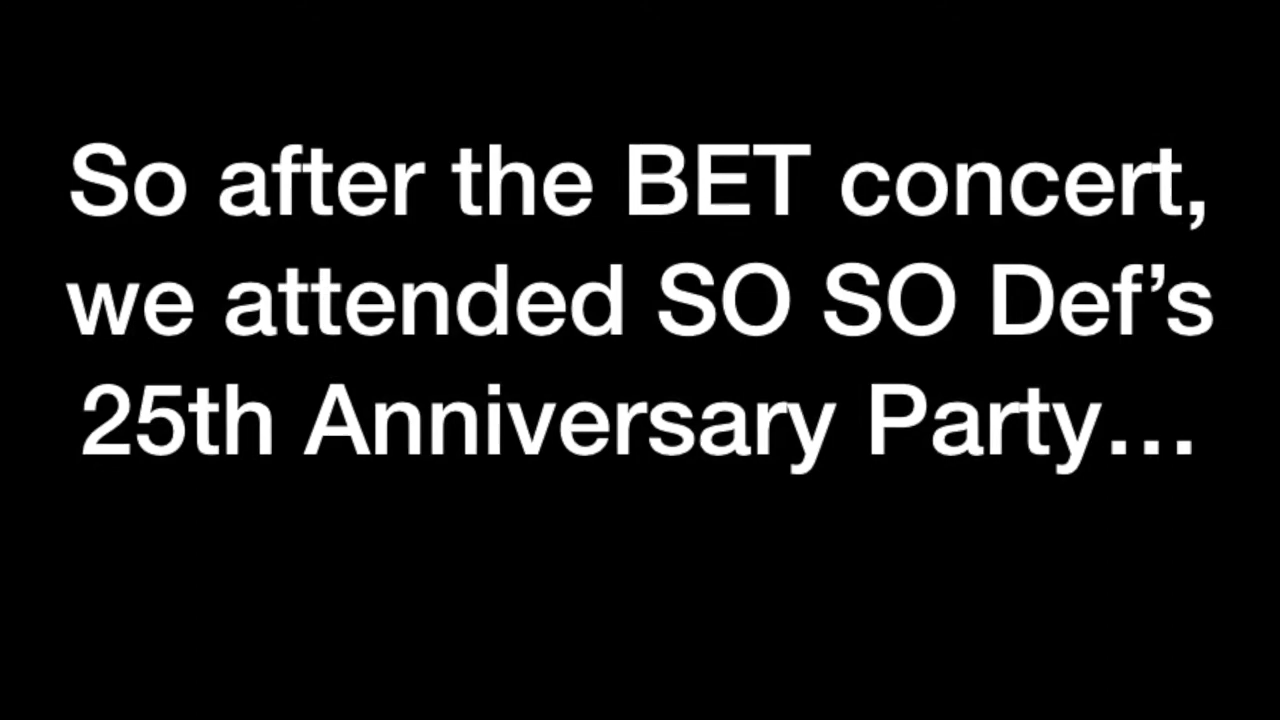 So after the BET concert,
we attended SO SO Def’s
25th Anniversary Party…